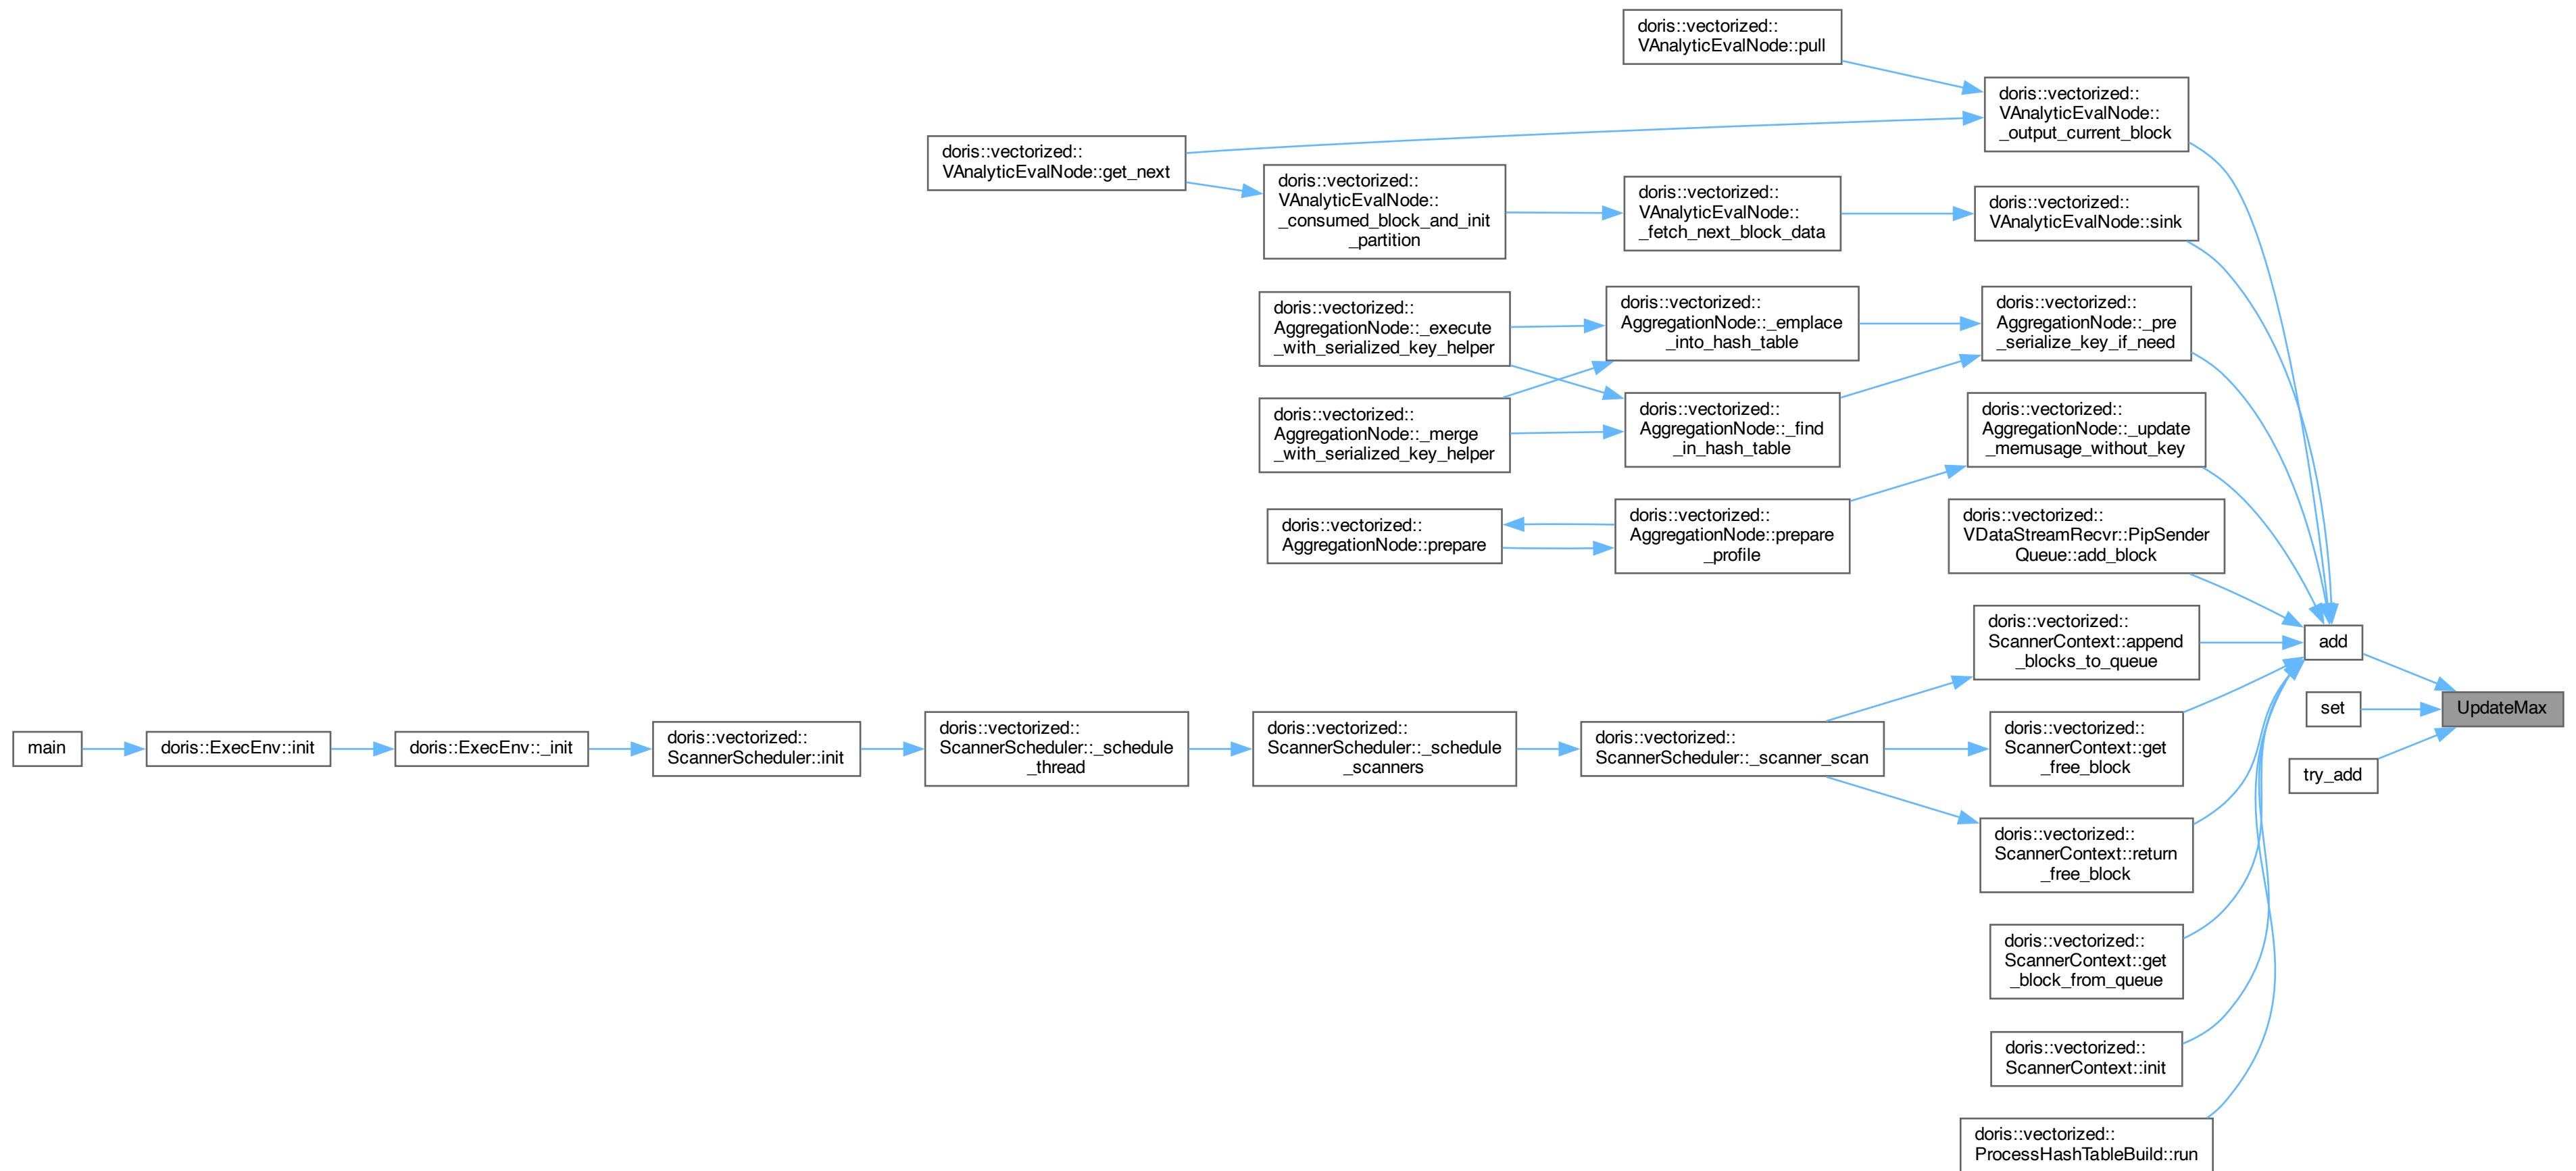 doris::vectorized::
VAnalyticEvalNode::pull
doris::vectorized::
VAnalyticEvalNode::
_output_current_block
doris::vectorized::
VAnalyticEvalNode::get_next
doris::vectorized::
VAnalyticEvalNode::
_consumed_block_and_init
_partition
doris::vectorized::
VAnalyticEvalNode::
_fetch_next_block_data
doris::vectorized::
VAnalyticEvalNode::sink
doris::vectorized::
AggregationNode::_execute
_with_serialized_key_helper
doris::vectorized::
AggregationNode::_emplace
_into_hash_table
doris::vectorized::
AggregationNode::_pre
_serialize_key_if_need
doris::vectorized::
AggregationNode::_merge
_with_serialized_key_helper
doris::vectorized::
AggregationNode::_find
_in_hash_table
doris::vectorized::
AggregationNode::_update
_memusage_without_key
doris::vectorized::
AggregationNode::prepare
doris::vectorized::
AggregationNode::prepare
_profile
doris::vectorized::
VDataStreamRecvr::PipSender
Queue::add_block
doris::vectorized::
ScannerContext::append
_blocks_to_queue
add
UpdateMax
set
try_add
main
doris::ExecEnv::init
doris::ExecEnv::_init
doris::vectorized::
ScannerScheduler::init
doris::vectorized::
ScannerScheduler::_schedule
_thread
doris::vectorized::
ScannerScheduler::_schedule
_scanners
doris::vectorized::
ScannerScheduler::_scanner_scan
doris::vectorized::
ScannerContext::get
_free_block
doris::vectorized::
ScannerContext::return
_free_block
doris::vectorized::
ScannerContext::get
_block_from_queue
doris::vectorized::
ScannerContext::init
doris::vectorized::
ProcessHashTableBuild::run